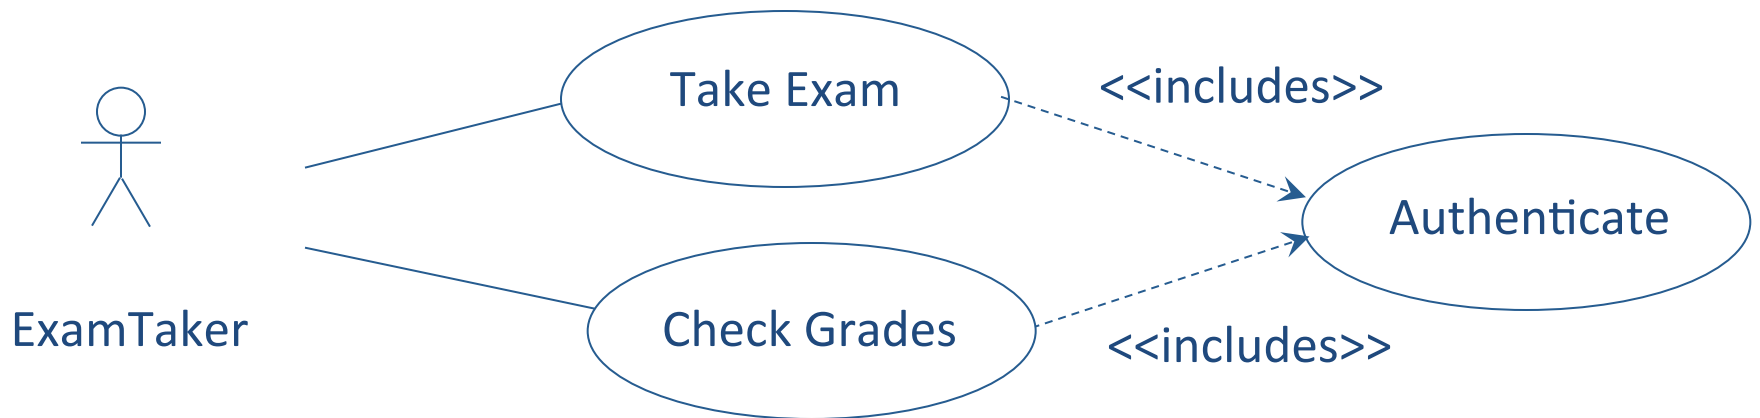 Take Exam
<<includes>>
Authenticate
ExamTaker
Check Grades
<<includes>>